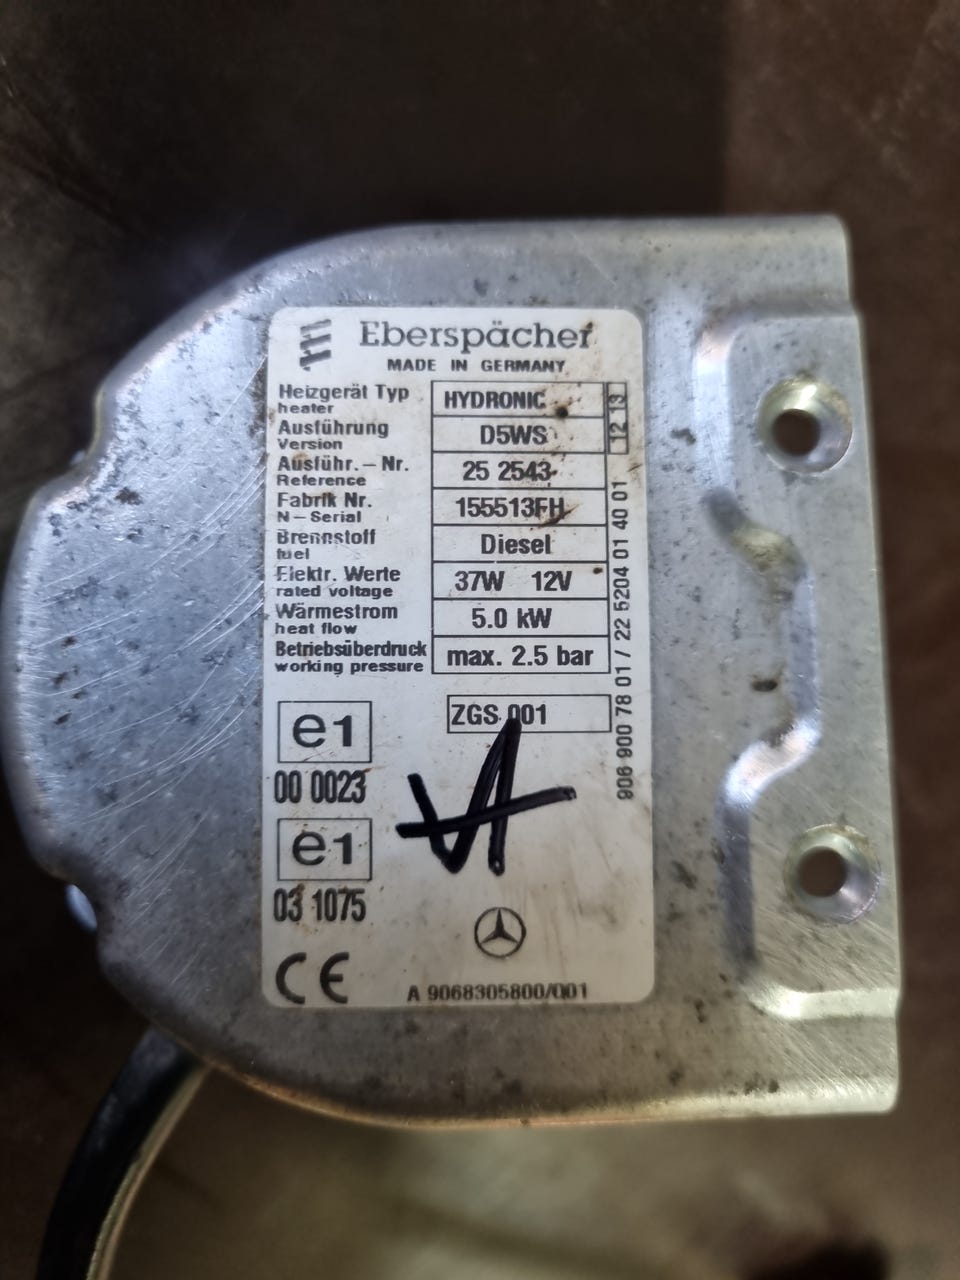 Eberspächer
MADE IN GERMANY
Heizgerät Typ HYDRONIC
heater
Ausführung D5WS
Version
Ausführ.-Nr. 25 2543
Reference
Fabrik Nr. 155513FH
N-Serial
Brennstoff Diesel
fuel
Elektr. Werte 37W 12V
rated voltage
Wärmestrom 5.0 kW
heat flow
Betriebsüberdruck max. 2.5 bar
working pressure
12 13
906 900 78 01 / 22 5204 01 40 01
ZGS 001
e1
00 0023
e1
03 1075
CE
A 9068305800/001